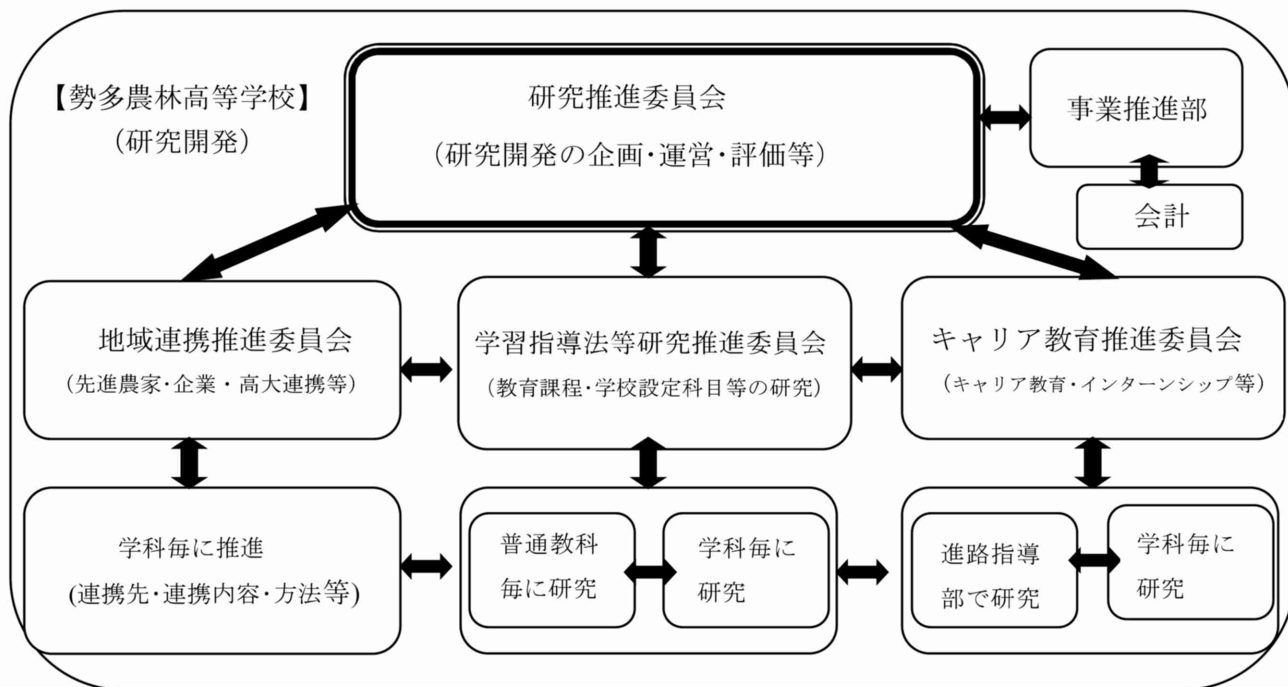 【勢多農林高等学校】
（研究開発）
研究推進委員会
（研究開発の企画・運営・評価等）
事業推進部
会計
地域連携推進委員会
（先進農家・企業・高大連携等）
学習指導法等研究推進委員会
（教育課程・学校設定科目等の研究）
キャリア教育推進委員会
（キャリア教育・インターンシップ等）
学科毎に推進
(連携先・連携内容・方法等)
普通教科
毎に研究
学科毎に
研究
進路指導
部で研究
学科毎に
研究